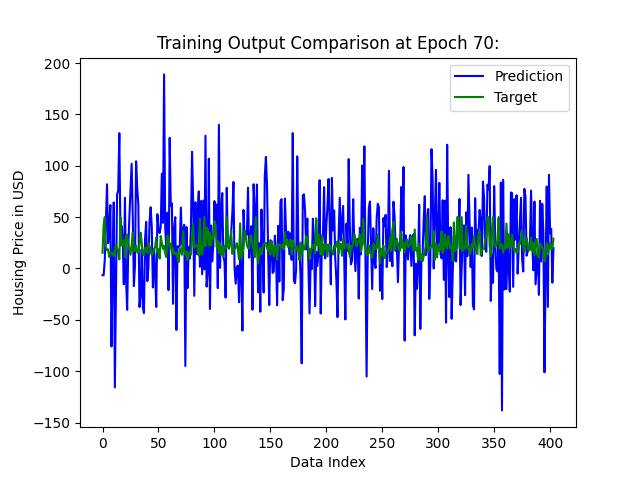 Training Output Comparison at Epoch 70:
Prediction
Target
Housing Price in USD
200
150
100
50
0
−50
−100
−150
0 50 100 150 200 250 300 350 400
Data Index